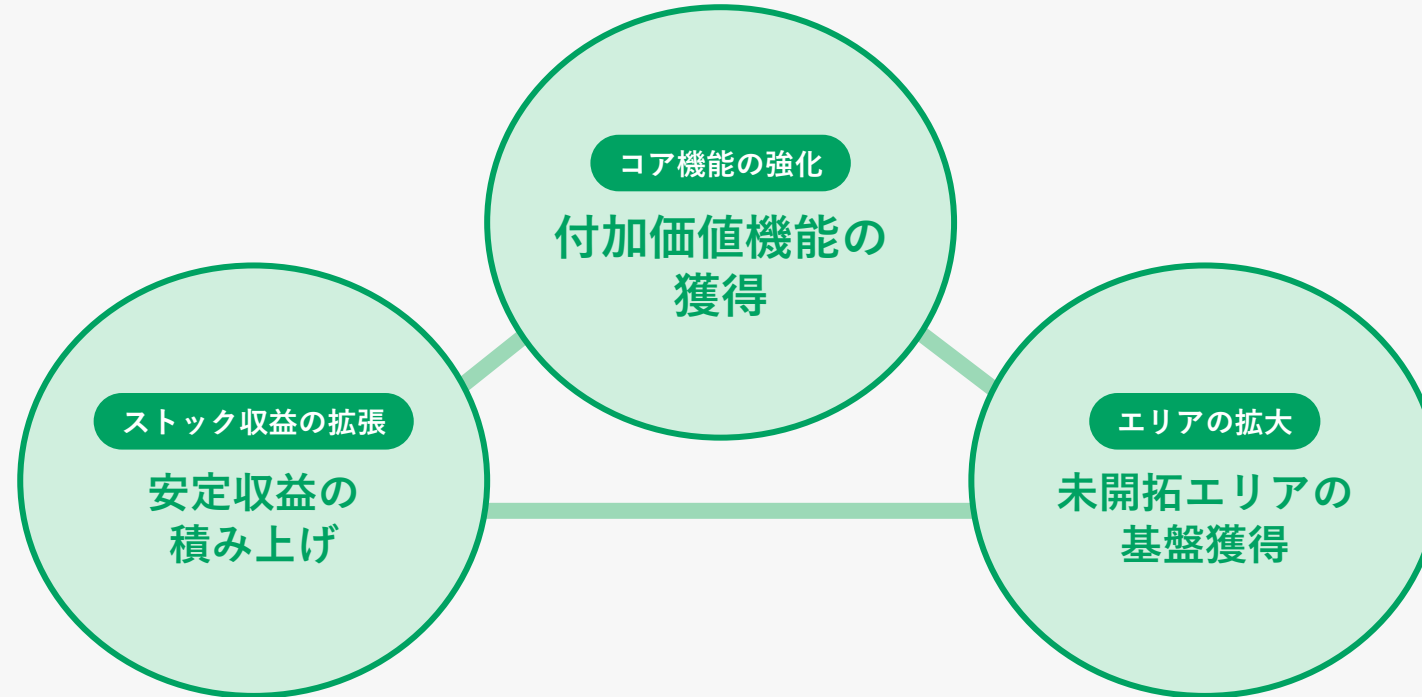 コア機能の強化
付加価値機能の
獲得
ストック収益の拡張
安定収益の
積み上げ
エリアの拡大
未開拓エリアの
基盤獲得